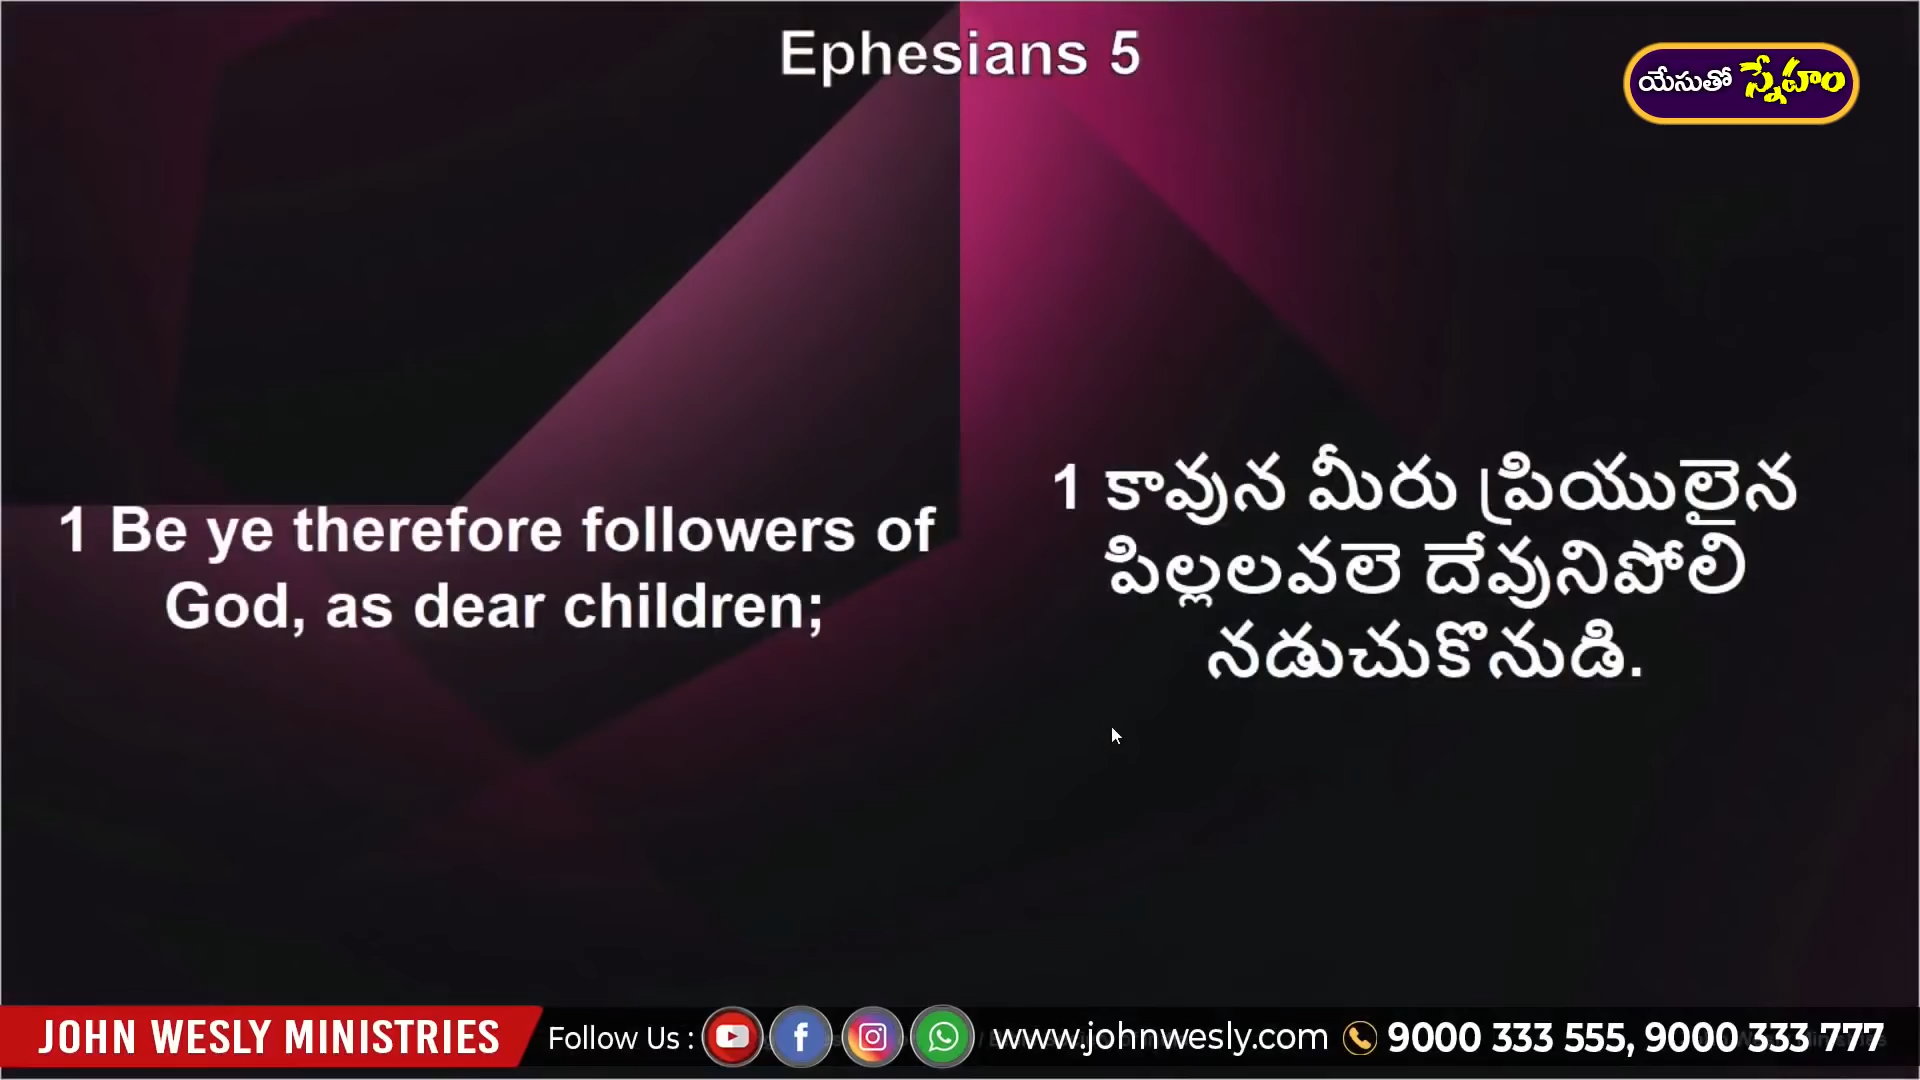 Ephesians 5
యేసుతో స్నేహం
1 Be ye therefore followers of
God, as dear children;
1 కావున మీరు ప్రియులైన
పిల్లలవలె దేవునిపోలి
నడుచుకొనుడి.
JOHN WESLY MINISTRIES
Follow Us :
www.johnwesly.com
9000 333 555, 9000 333 777